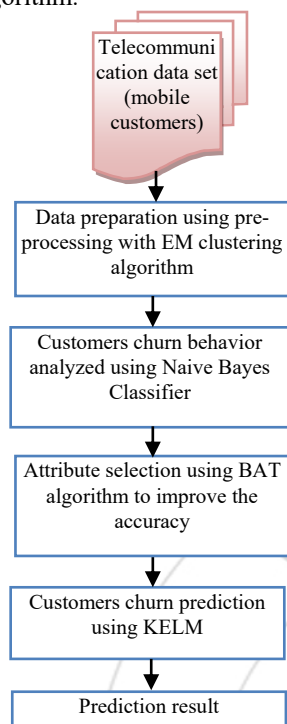 gorithm.
Telecommuni
cation data set
(mobile
customers)
Data preparation using pre-
processing with EM clustering
algorithm
Customers churn behavior
analyzed using Naive Bayes
Classifier
Attribute selection using BAT
algorithm to improve the
accuracy
Customers churn prediction
using KELM
Prediction result